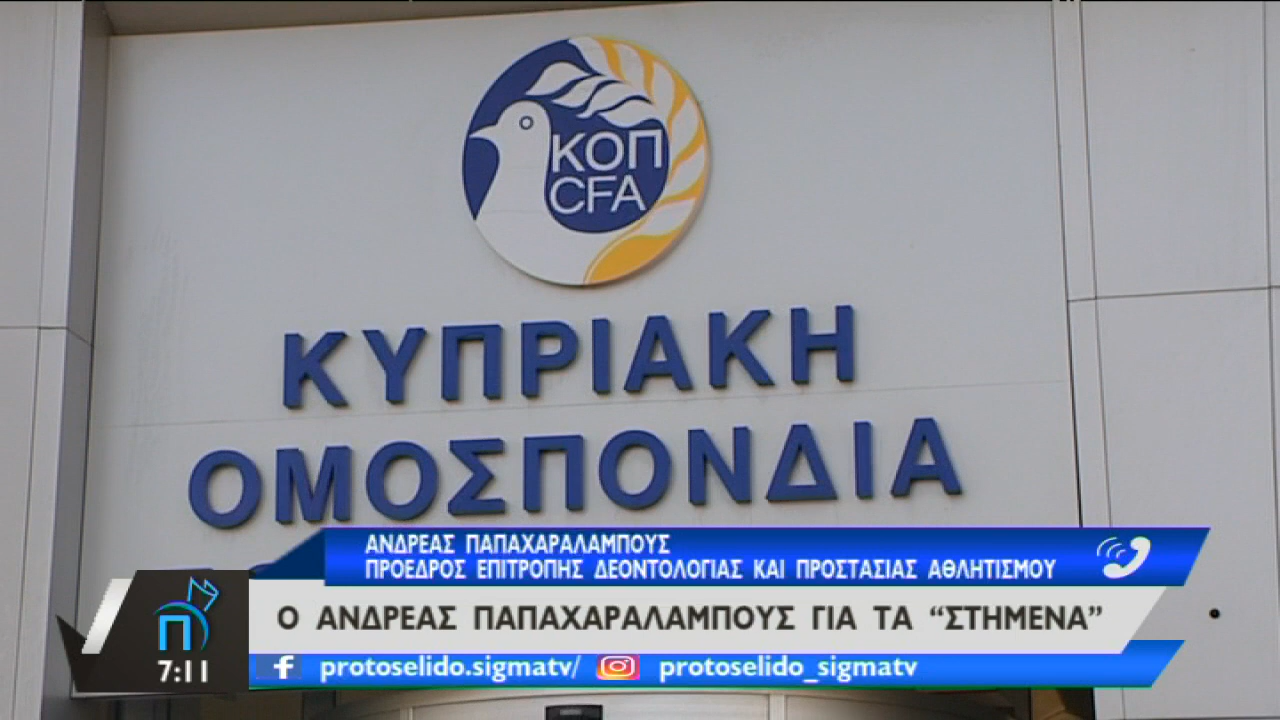 ΚΟΠ
CFA
ΚΥΠΡΙΑΚΗ
ΟΜΟΣΠΟΝΔΙΑ
ΑΝΔΡΕΑΣ ΠΑΠΑΧΑΡΑΛΑΜΠΟΥΣ
ΠΡΟΕΔΡΟΣ ΕΠΙΤΡΟΠΗΣ ΔΕΟΝΤΟΛΟΓΙΑΣ ΚΑΙ ΠΡΟΣΤΑΣΙΑΣ ΑΘΛΗΤΙΣΜΟΥ
Ο ΑΝΔΡΕΑΣ ΠΑΠΑΧΑΡΑΛΑΜΠΟΥΣ ΓΙΑ ΤΑ “ΣΤΗΜΕΝΑ”
Π
7:11
f protoselido.sigmatv/ protoselido_sigmatv